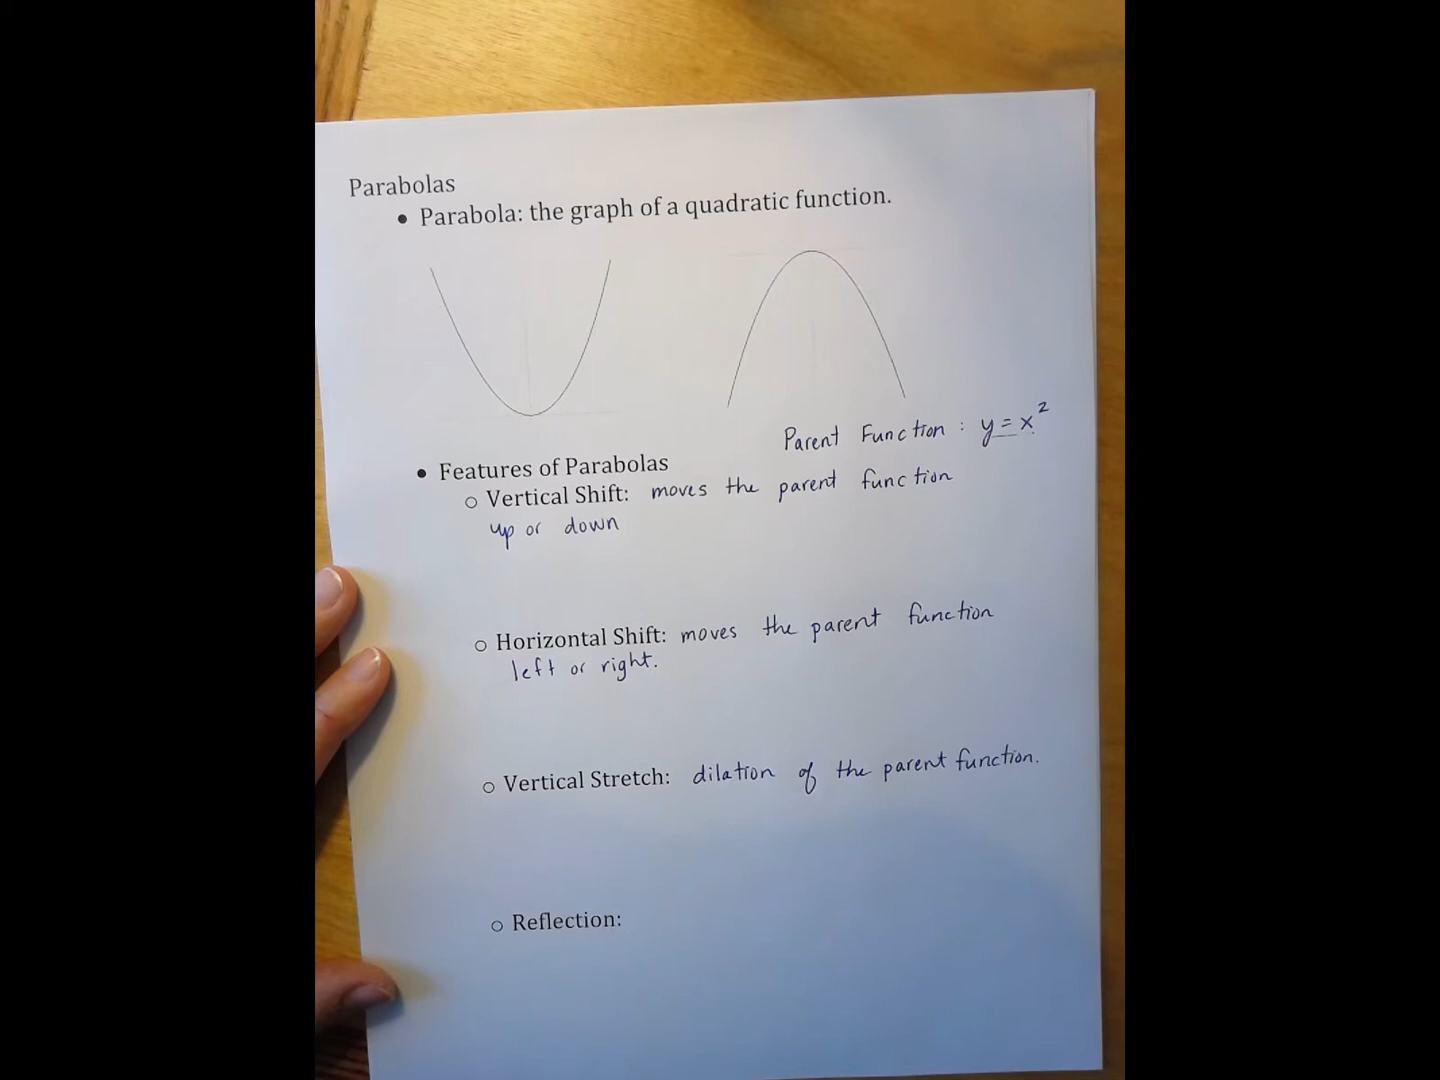 Parabolas
• Parabola: the graph of a quadratic function.
Parent Function : y = x²
• Features of Parabolas
○ Vertical Shift: moves the parent function
up or down
○ Horizontal Shift: moves the parent function
left or right.
○ Vertical Stretch: dilation of the parent function.
○ Reflection: